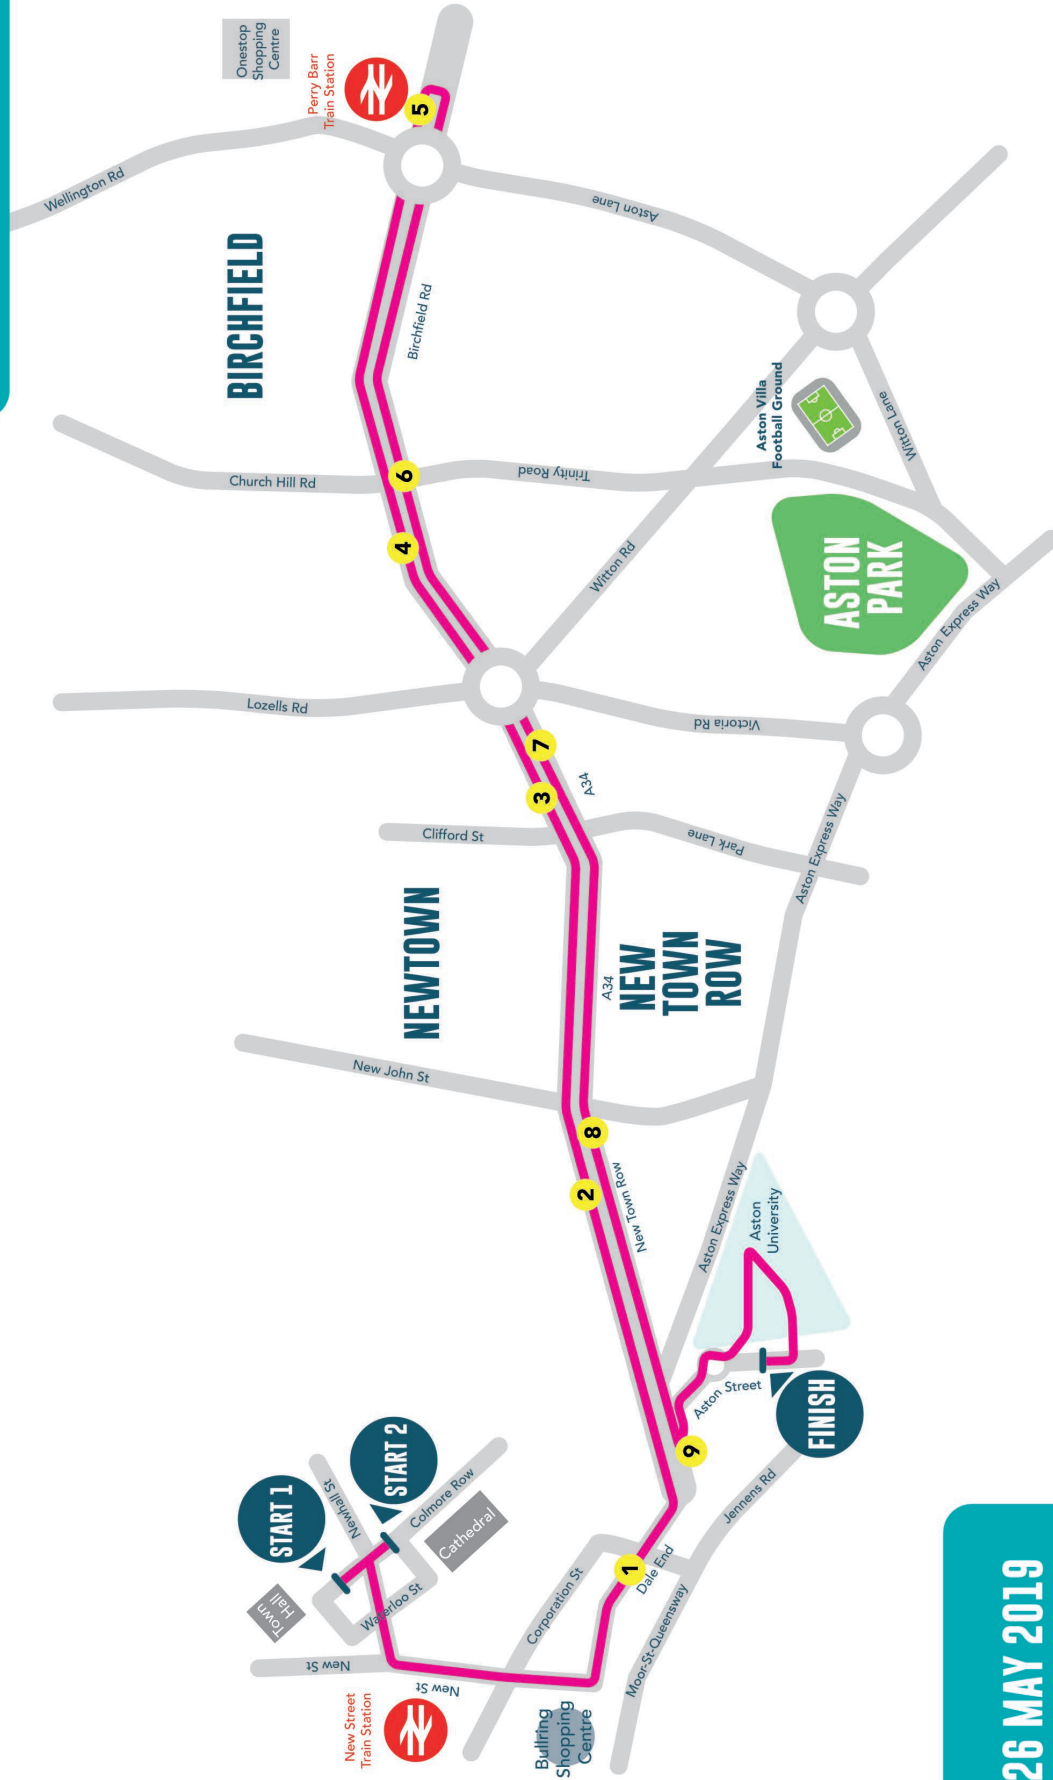 Onestop
Shopping
Centre
Perry Barr
Train Station
5
Wellington Rd
Aston Lane
BIRCHFIELD
Birchfield Rd
Aston Villa
Football Ground
Witton Lane
Church Hill Rd
6
Trinity Road
4
Witton Rd
ASTON
PARK
Aston Express Way
Lozells Rd
Victoria Rd
7
3
A34
Clifford St
Park Lane
Aston Express Way
NEWTOWN
A34
NEW
TOWN
ROW
New John St
8
2
New Town Row
Aston Express Way
Aston
University
Aston Street
FINISH
9
START 1
START 2
Newhall St
Colmore Row
Cathedral
Town
Hall
Waterloo St
Jennens Rd
1
Dale End
Corporation St
Moor-St-Queensway
New St
New St
New Street
Train Station
Bullring
Shopping
Centre
26 MAY 2019